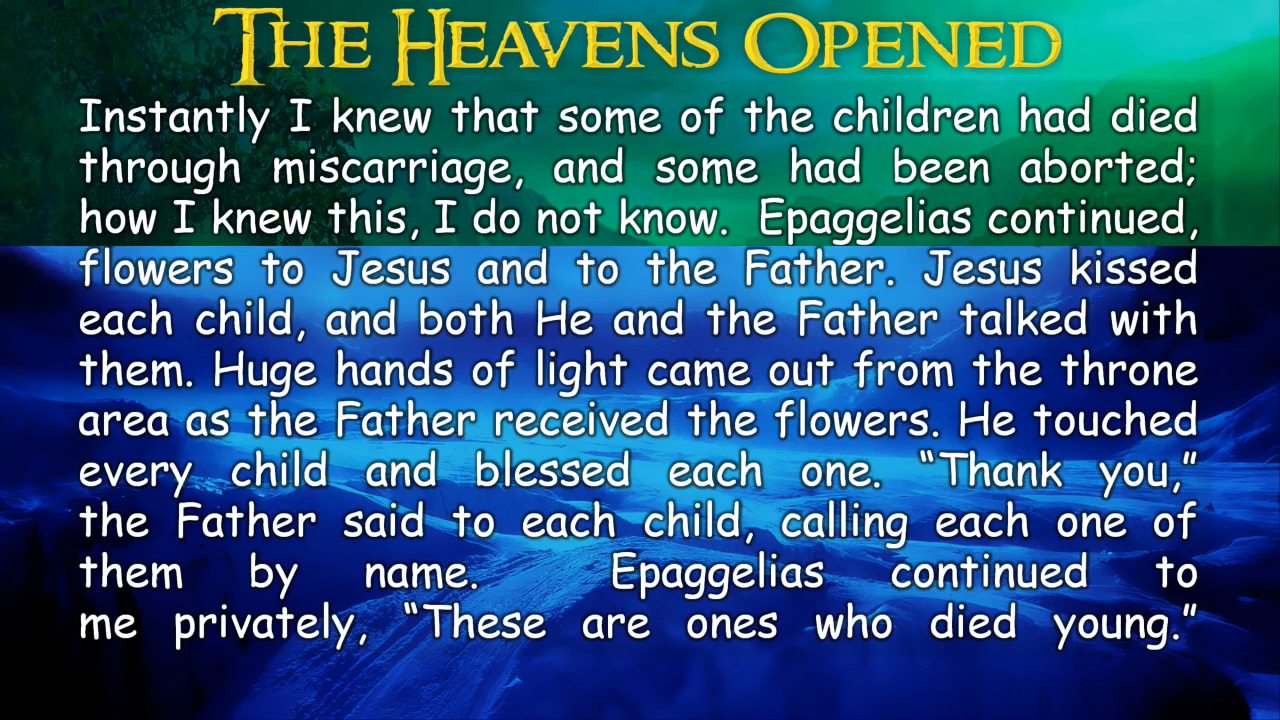 THE HEAVENS OPENED
Instantly I knew that some of the children had died
through miscarriage, and some had been aborted;
how I knew this, I do not know.  Epaggelias continued,
flowers to Jesus and to the Father. Jesus kissed
each child, and both He and the Father talked with
them. Huge hands of light came out from the throne
area as the Father received the flowers. He touched
every child and blessed each one. “Thank you,”
the Father said to each child, calling each one of
them by name.  Epaggelias continued to
me privately, “These are ones who died young.”